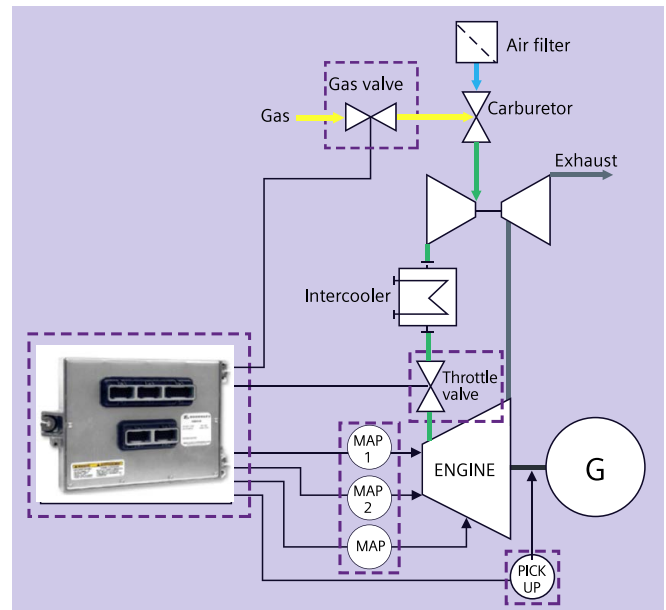 Air filter
Gas valve
Gas
Carburetor
Exhaust
Intercooler
Throttle
valve
MAP
1
ENGINE
G
MAP
2
MAP
PICK
UP